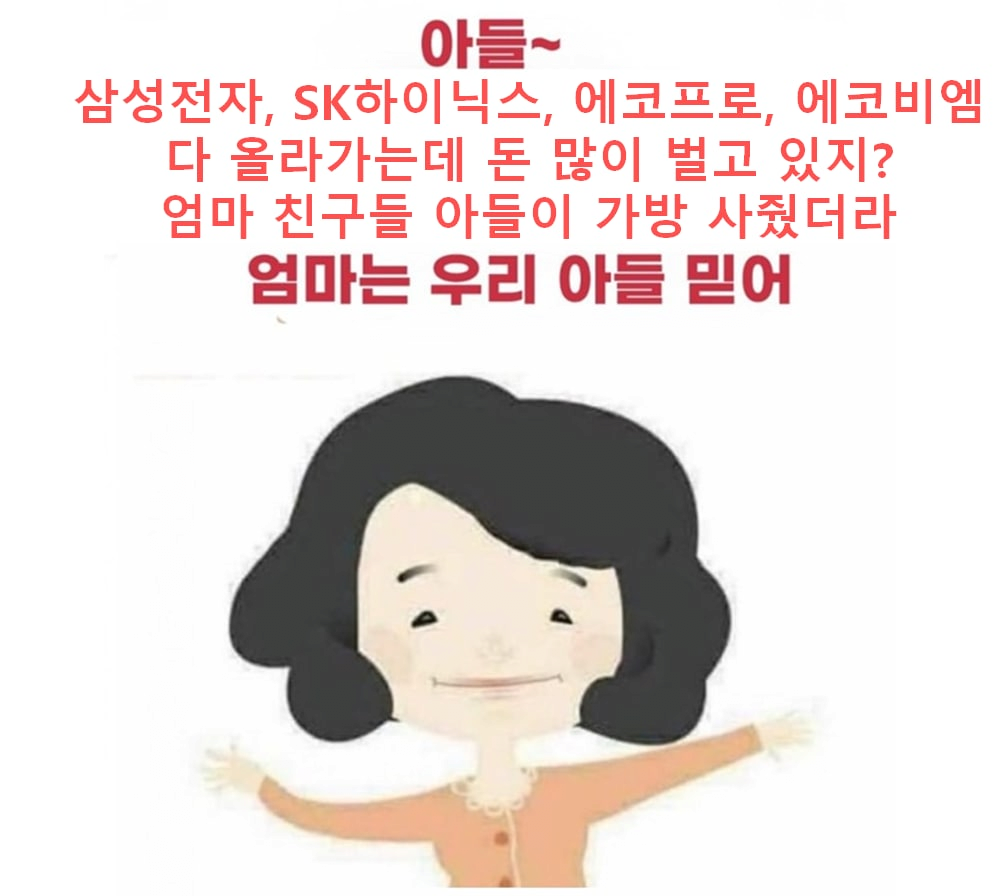 아들~
삼성전자, SK하이닉스, 에코프로, 에코비엠
다 올라가는데 돈 많이 벌고 있지?
엄마 친구들 아들이 가방 사줬더라
엄마는 우리 아들 믿어